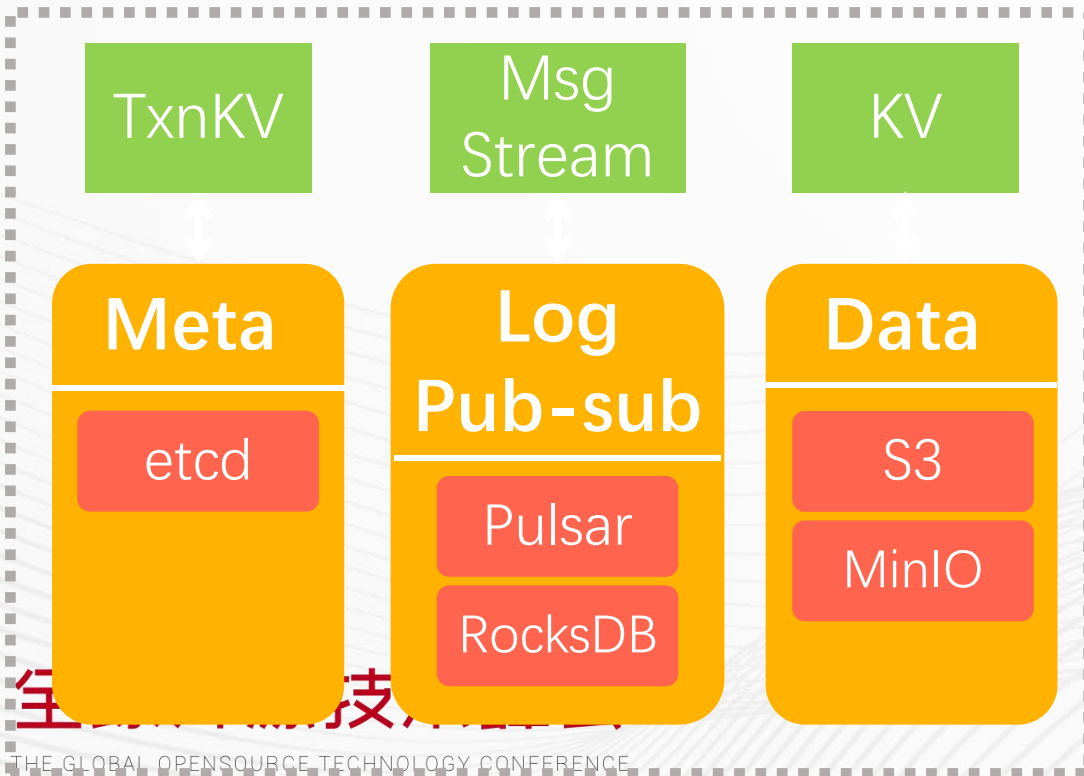 TxnKV
Msg
Stream
KV
Meta
etcd
Log
Pub-sub
Pulsar
RocksDB
Data
S3
MinIO
THE GLOBAL OPENSOURCE TECHNOLOGY CONFERENCE